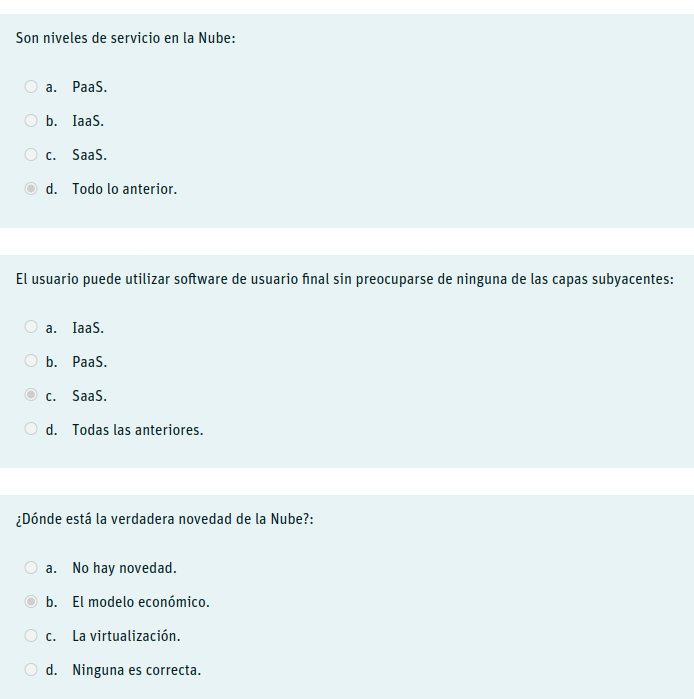 Son niveles de servicio en la Nube:
a. PaaS.
b. IaaS.
c. SaaS.
d. Todo lo anterior.
El usuario puede utilizar software de usuario final sin preocuparse de ninguna de las capas subyacentes:
a. IaaS.
b. PaaS.
c. SaaS.
d. Todas las anteriores.
¿Dónde está la verdadera novedad de la Nube?:
a. No hay novedad.
b. El modelo económico.
c. La virtualización.
d. Ninguna es correcta.